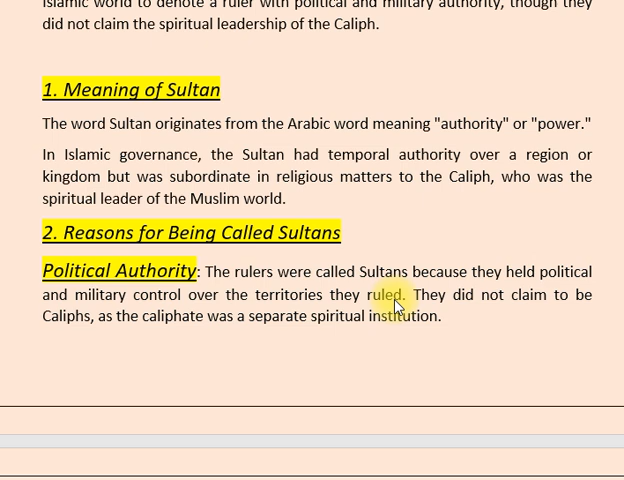 Islamic world to denote a ruler with political and military authority, though they
did not claim the spiritual leadership of the Caliph.
1. Meaning of Sultan
The word Sultan originates from the Arabic word meaning "authority" or "power."
In Islamic governance, the Sultan had temporal authority over a region or
kingdom but was subordinate in religious matters to the Caliph, who was the
spiritual leader of the Muslim world.
2. Reasons for Being Called Sultans
Political Authority: The rulers were called Sultans because they held political
and military control over the territories they ruled. They did not claim to be
Caliphs, as the caliphate was a separate spiritual institution.